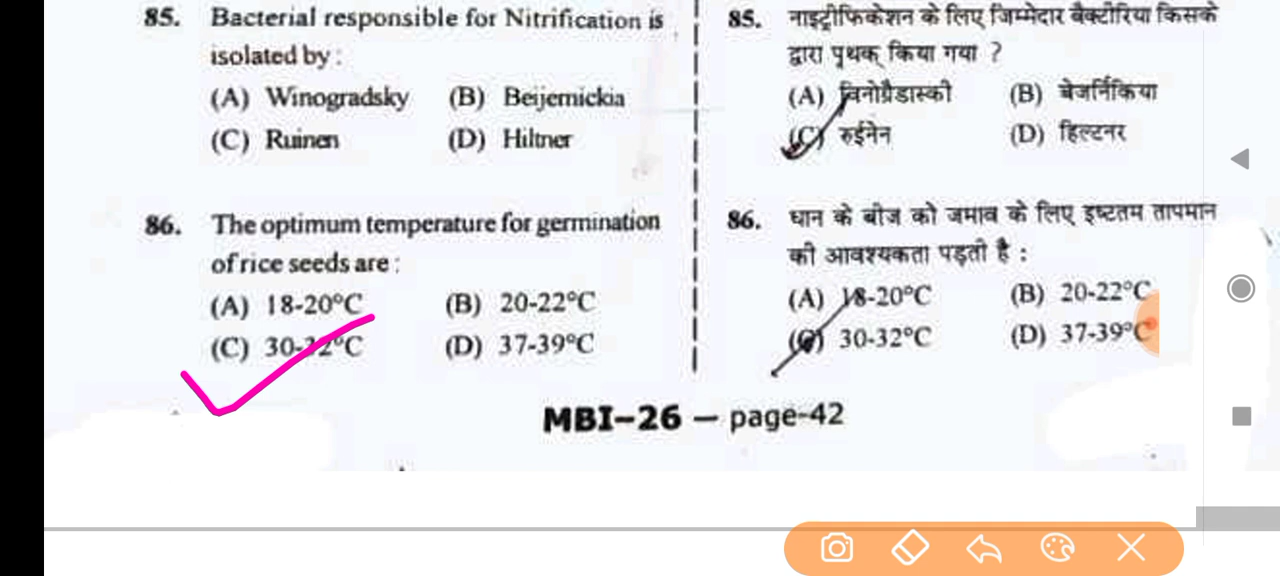 85. Bacterial responsible for Nitrification is
isolated by :
(A) Winogradsky (B) Beijernickia
(C) Ruinen (D) Hiltner
86. The optimum temperature for germination
of rice seeds are :
(A) 18-20°C (B) 20-22°C
(C) 30-32°C (D) 37-39°C
85. नाइट्रीफिकेशन के लिए जिम्मेदार बैक्टीरिया किसके
द्वारा पृथक् किया गया ?
(A) विनोग्रैडास्की (B) बेजर्निकिया
(C) रुईनेन (D) हिल्टनर
86. धान के बीज को जमाव के लिए इष्टतम तापमान
की आवश्यकता पड़ती है :
(A) 18-20°C (B) 20-22°C
(C) 30-32°C (D) 37-39°C
MBI-26 – page-42